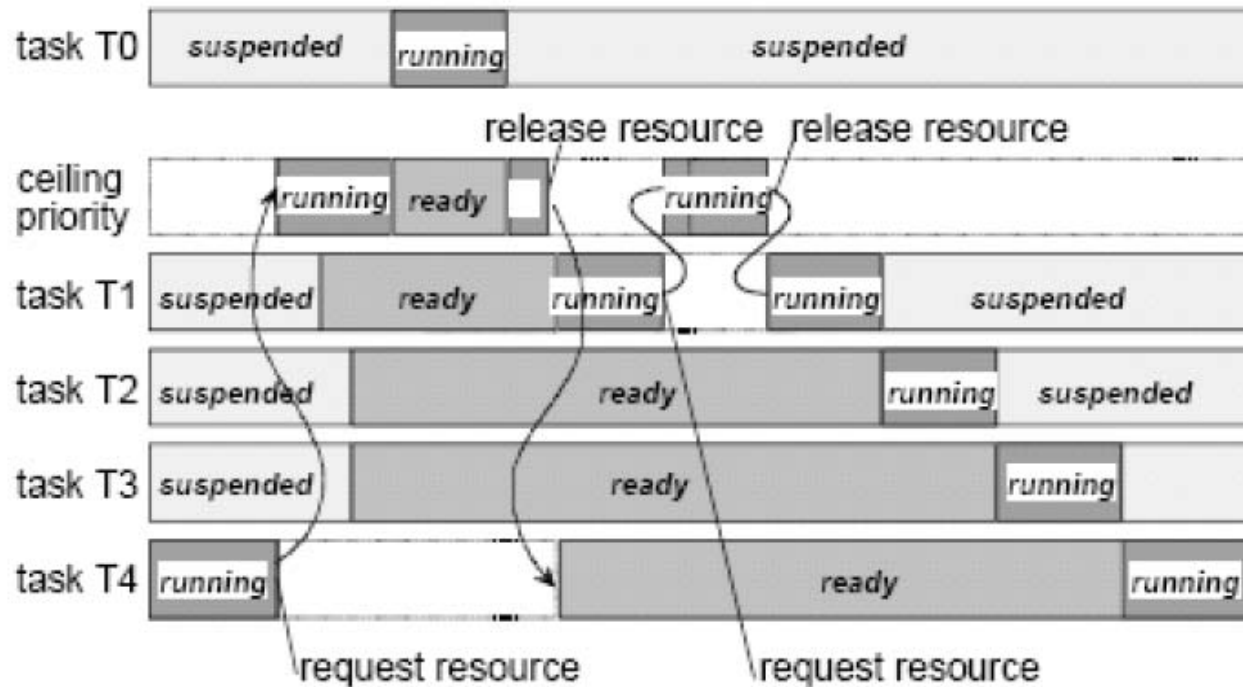 task T0 suspended running suspended
release resource release resource
ceiling priority running ready running
task T1 suspended ready running running suspended
task T2 suspended ready running suspended
task T3 suspended ready running
task T4 running ready running
request resource request resource